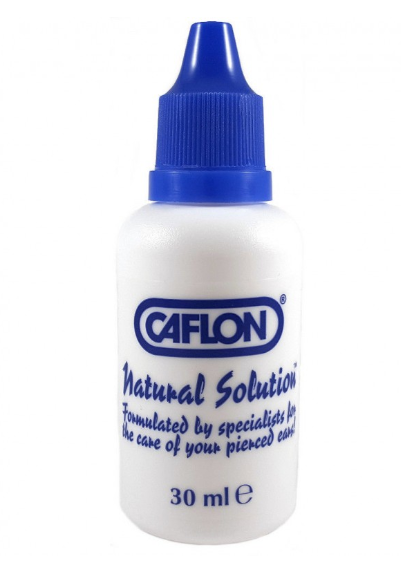 CAFLON®
Natural Solution™
Formulated by specialists for
the care of your pierced ears!
30 ml ℮